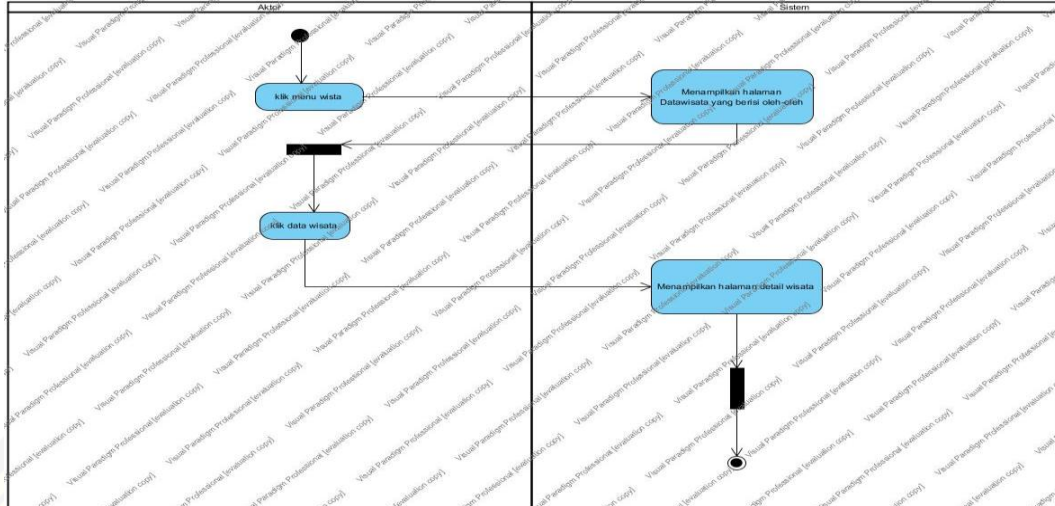 Aktor
Sistem
klik menu wista
Menampilkan halaman
Datawisata yang berisi oleh-oleh
klik data wisata
Menampilkan halaman detail wisata
Visual Paradigm Professional [evaluation copy]